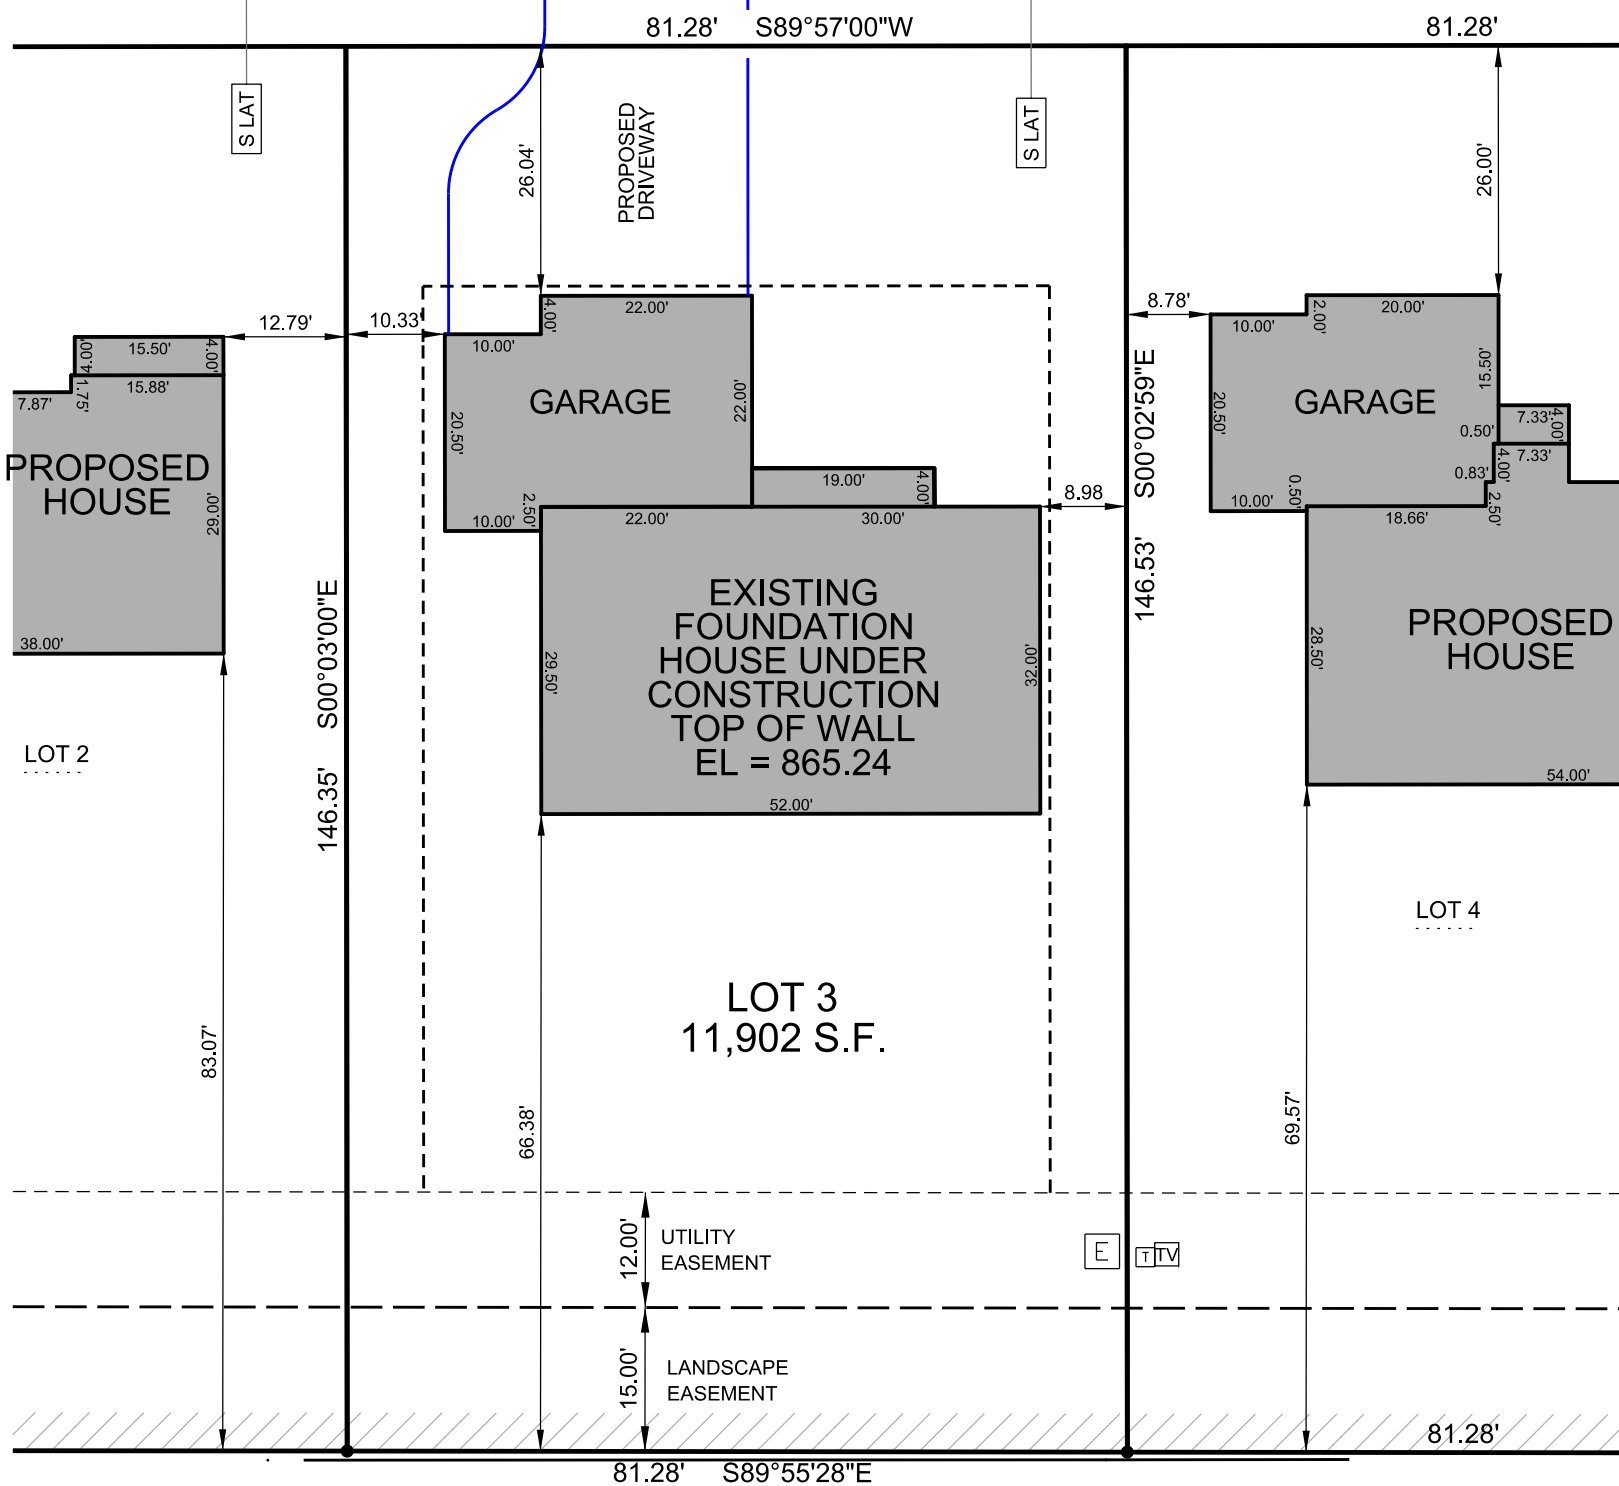 81.28' S89°57'00"W
81.28'
S LAT
26.04'
PROPOSED
DRIVEWAY
S LAT
26.00'
12.79'
10.33'
8.78'
15.50'
4.00'
4.00'
15.88'
1.75'
7.87'
PROPOSED
HOUSE
29.00'
38.00'
LOT 2
83.07'
S00°03'00"E
146.35'
4.00'
22.00'
10.00'
GARAGE
20.50'
22.00'
19.00'
4.00'
10.00'
2.50'
22.00'
30.00'
8.98
EXISTING
FOUNDATION
HOUSE UNDER
CONSTRUCTION
TOP OF WALL
EL = 865.24
29.50'
32.00'
52.00'
S00°02'59"E
146.53'
10.00'
2.00'
20.00'
15.50'
GARAGE
20.50'
7.33'
4.00'
0.50'
7.33'
0.83'
4.00'
10.00'
0.50'
2.50'
18.66'
PROPOSED
HOUSE
28.50'
54.00'
LOT 4
LOT 3
11,902 S.F.
66.38'
69.57'
12.00'
UTILITY
EASEMENT
E
T
TV
15.00'
LANDSCAPE
EASEMENT
81.28'
81.28' S89°55'28"E